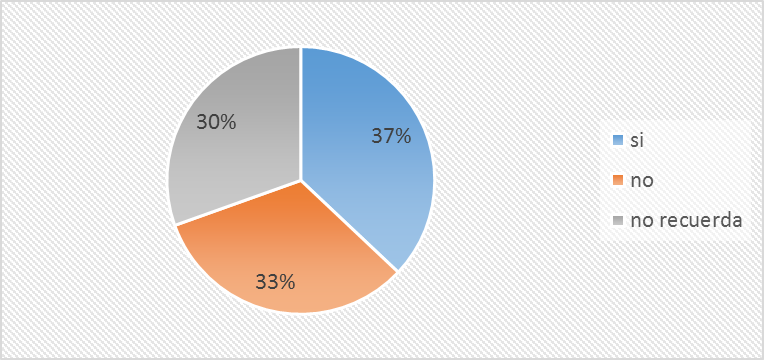 30%
37%
33%
si
no
no recuerda